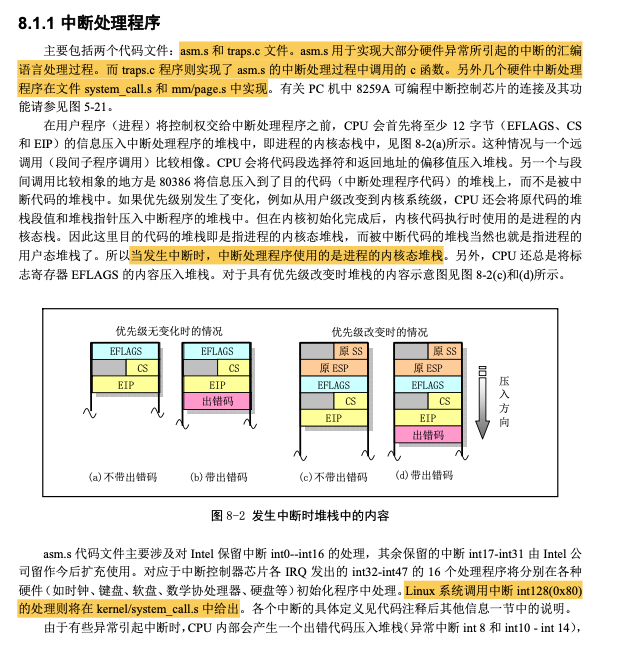 8.1.1 中断处理程序
主要包括两个代码文件：asm.s 和 traps.c 文件。asm.s 用于实现大部分硬件异常所引起的中断的汇编
语言处理过程。而 traps.c 程序则实现了 asm.s 的中断处理过程中调用的 c 函数。另外几个硬件中断处理
程序在文件 system_call.s 和 mm/page.s 中实现。有关 PC 机中 8259A 可编程中断控制芯片的连接及其功
能请参见图 5-21。
在用户程序（进程）将控制权交给中断处理程序之前，CPU 会首先将至少 12 字节（EFLAGS、CS
和 EIP）的信息压入中断处理程序的堆栈中，即进程的内核态栈中，见图 8-2(a)所示。这种情况与一个远
调用（段间子程序调用）比较相像。CPU 会将代码段选择符和返回地址的偏移值压入堆栈。另一个与段
间调用比较相象的地方是 80386 将信息压入到了目的代码（中断处理程序代码）的堆栈上，而不是被中
断代码的堆栈中。如果优先级别发生了变化，例如从用户级改变到内核系统级，CPU 还会将原代码的堆
栈段值和堆栈指针压入中断程序的堆栈中。但在内核初始化完成后，内核代码执行时使用的是进程的内
核态栈。因此这里目的代码的堆栈即是指进程的内核态堆栈，而被中断代码的堆栈当然也就是指进程的
用户态堆栈了。所以当发生中断时，中断处理程序使用的是进程的内核态堆栈。另外，CPU 还总是将标
志寄存器 EFLAGS 的内容压入堆栈。对于具有优先级改变时堆栈的内容示意图见图 8-2(c)和(d)所示。
优先级无变化时的情况 优先级改变时的情况
EFLAGS EFLAGS 原 SS 原 SS
CS CS 原 ESP 原 ESP
EIP EIP EFLAGS EFLAGS
出错码 CS CS
EIP EIP
出错码
压入方向
(a)不带出错码 (b)带出错码 (c)不带出错码 (d)带出错码
图 8-2 发生中断时堆栈中的内容
asm.s 代码文件主要涉及对 Intel 保留中断 int0--int16 的处理，其余保留的中断 int17-int31 由 Intel 公
司留作今后扩充使用。对应于中断控制器芯片各 IRQ 发出的 int32-int47 的 16 个处理程序将分别在各种
硬件（如时钟、键盘、软盘、数学协处理器、硬盘等）初始化程序中处理。Linux 系统调用中断 int128(0x80)
的处理则将在 kernel/system_call.s 中给出。各个中断的具体定义见代码注释后其他信息一节中的说明。
由于有些异常引起中断时，CPU 内部会产生一个出错代码压入堆栈（异常中断 int 8 和 int10 - int 14），